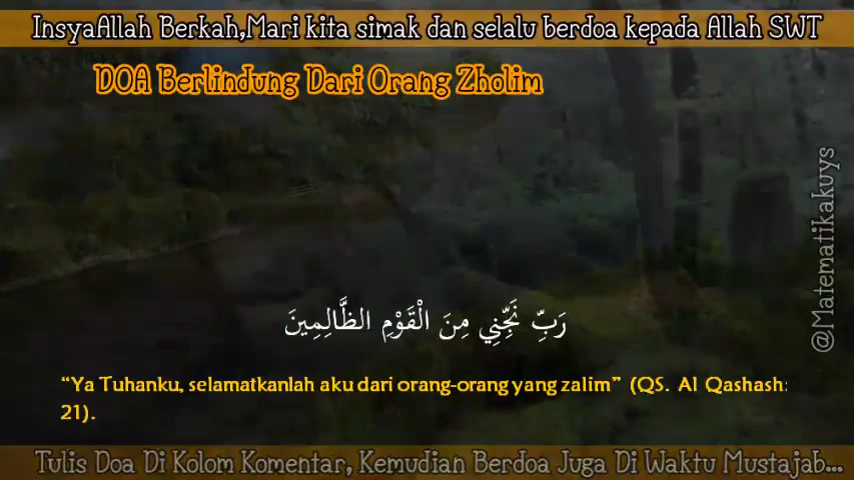 InsyaAllah Berkah,Mari kita simak dan selalu berdoa kepada Allah SWT
DOA Berlindung Dari Orang Zholim
@Matematikakuys
رَبِّ نَجِّنِي مِنَ الْقَوْمِ الظَّالِمِينَ
“Ya Tuhanku, selamatkanlah aku dari orang-orang yang zalim” (QS. Al Qashash:
21).
Tulis Doa Di Kolom Komentar, Kemudian Berdoa Juga Di Waktu Mustajab...